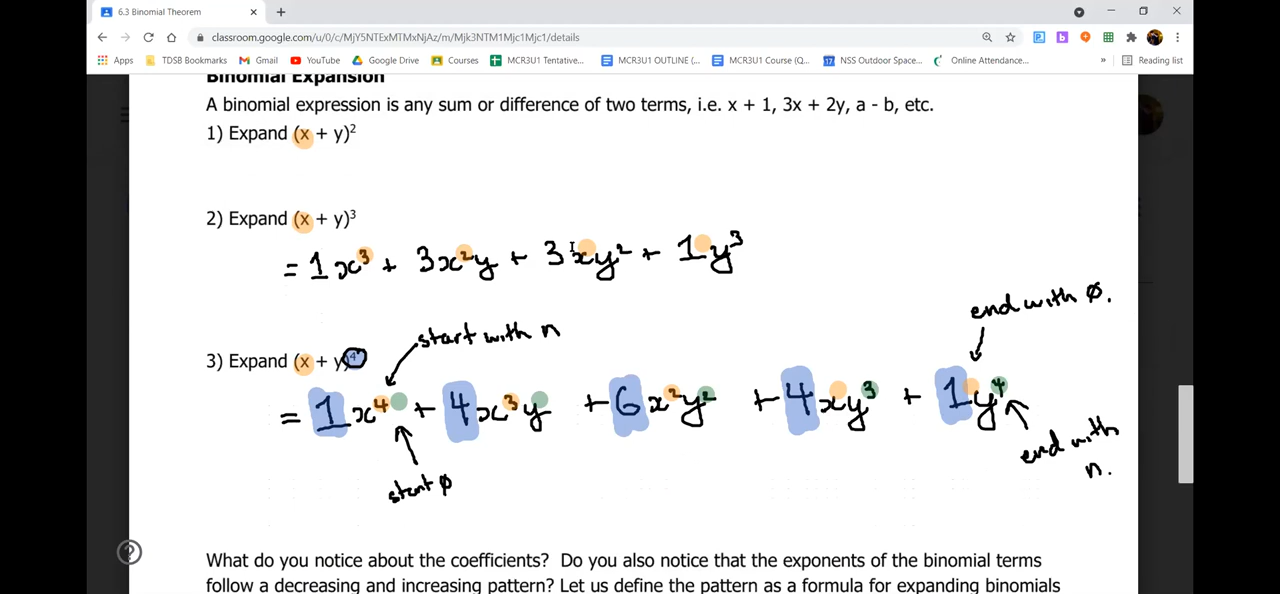 6.3 Binomial Theorem
classroom.google.com/u/0/c/MjY5NTExMTMxNjAz/m/Mjk3NTM1Mjc1Mjc1/details
Apps TDSB Bookmarks Gmail YouTube Google Drive Courses MCR3U1 Tentative... MCR3U1 OUTLINE (... MCR3U1 Course (Q... NSS Outdoor Space... Online Attendance... » Reading list
Binomial Expansion
A binomial expression is any sum or difference of two terms, i.e. x + 1, 3x + 2y, a - b, etc.
1) Expand (x + y)²
2) Expand (x + y)³
= 1x³ + 3x²y + 3xy² + 1y³
end with ø.
start with n
3) Expand (x + y)⁴
= 1x⁴ + 4x³y + 6x²y² + 4xy³ + 1y⁴
end with
n.
start ø
What do you notice about the coefficients? Do you also notice that the exponents of the binomial terms
follow a decreasing and increasing pattern? Let us define the pattern as a formula for expanding binomials